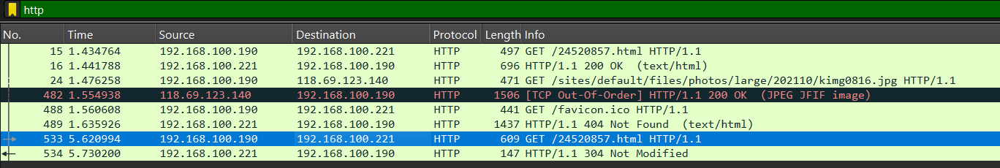 http
No. Time Source Destination Protocol Length Info
15 1.434764 192.168.100.190 192.168.100.221 HTTP 497 GET /24520857.html HTTP/1.1
16 1.441788 192.168.100.221 192.168.100.190 HTTP 696 HTTP/1.1 200 OK (text/html)
24 1.476258 192.168.100.190 118.69.123.140 HTTP 471 GET /sites/default/files/photos/large/202110/kimg0816.jpg HTTP/1.1
482 1.554938 118.69.123.140 192.168.100.190 HTTP 1506 [TCP Out-Of-Order] HTTP/1.1 200 OK (JPEG JFIF image)
488 1.560608 192.168.100.190 192.168.100.221 HTTP 441 GET /favicon.ico HTTP/1.1
489 1.635926 192.168.100.221 192.168.100.190 HTTP 1437 HTTP/1.1 404 Not Found (text/html)
533 5.620994 192.168.100.190 192.168.100.221 HTTP 609 GET /24520857.html HTTP/1.1
534 5.730200 192.168.100.221 192.168.100.190 HTTP 147 HTTP/1.1 304 Not Modified